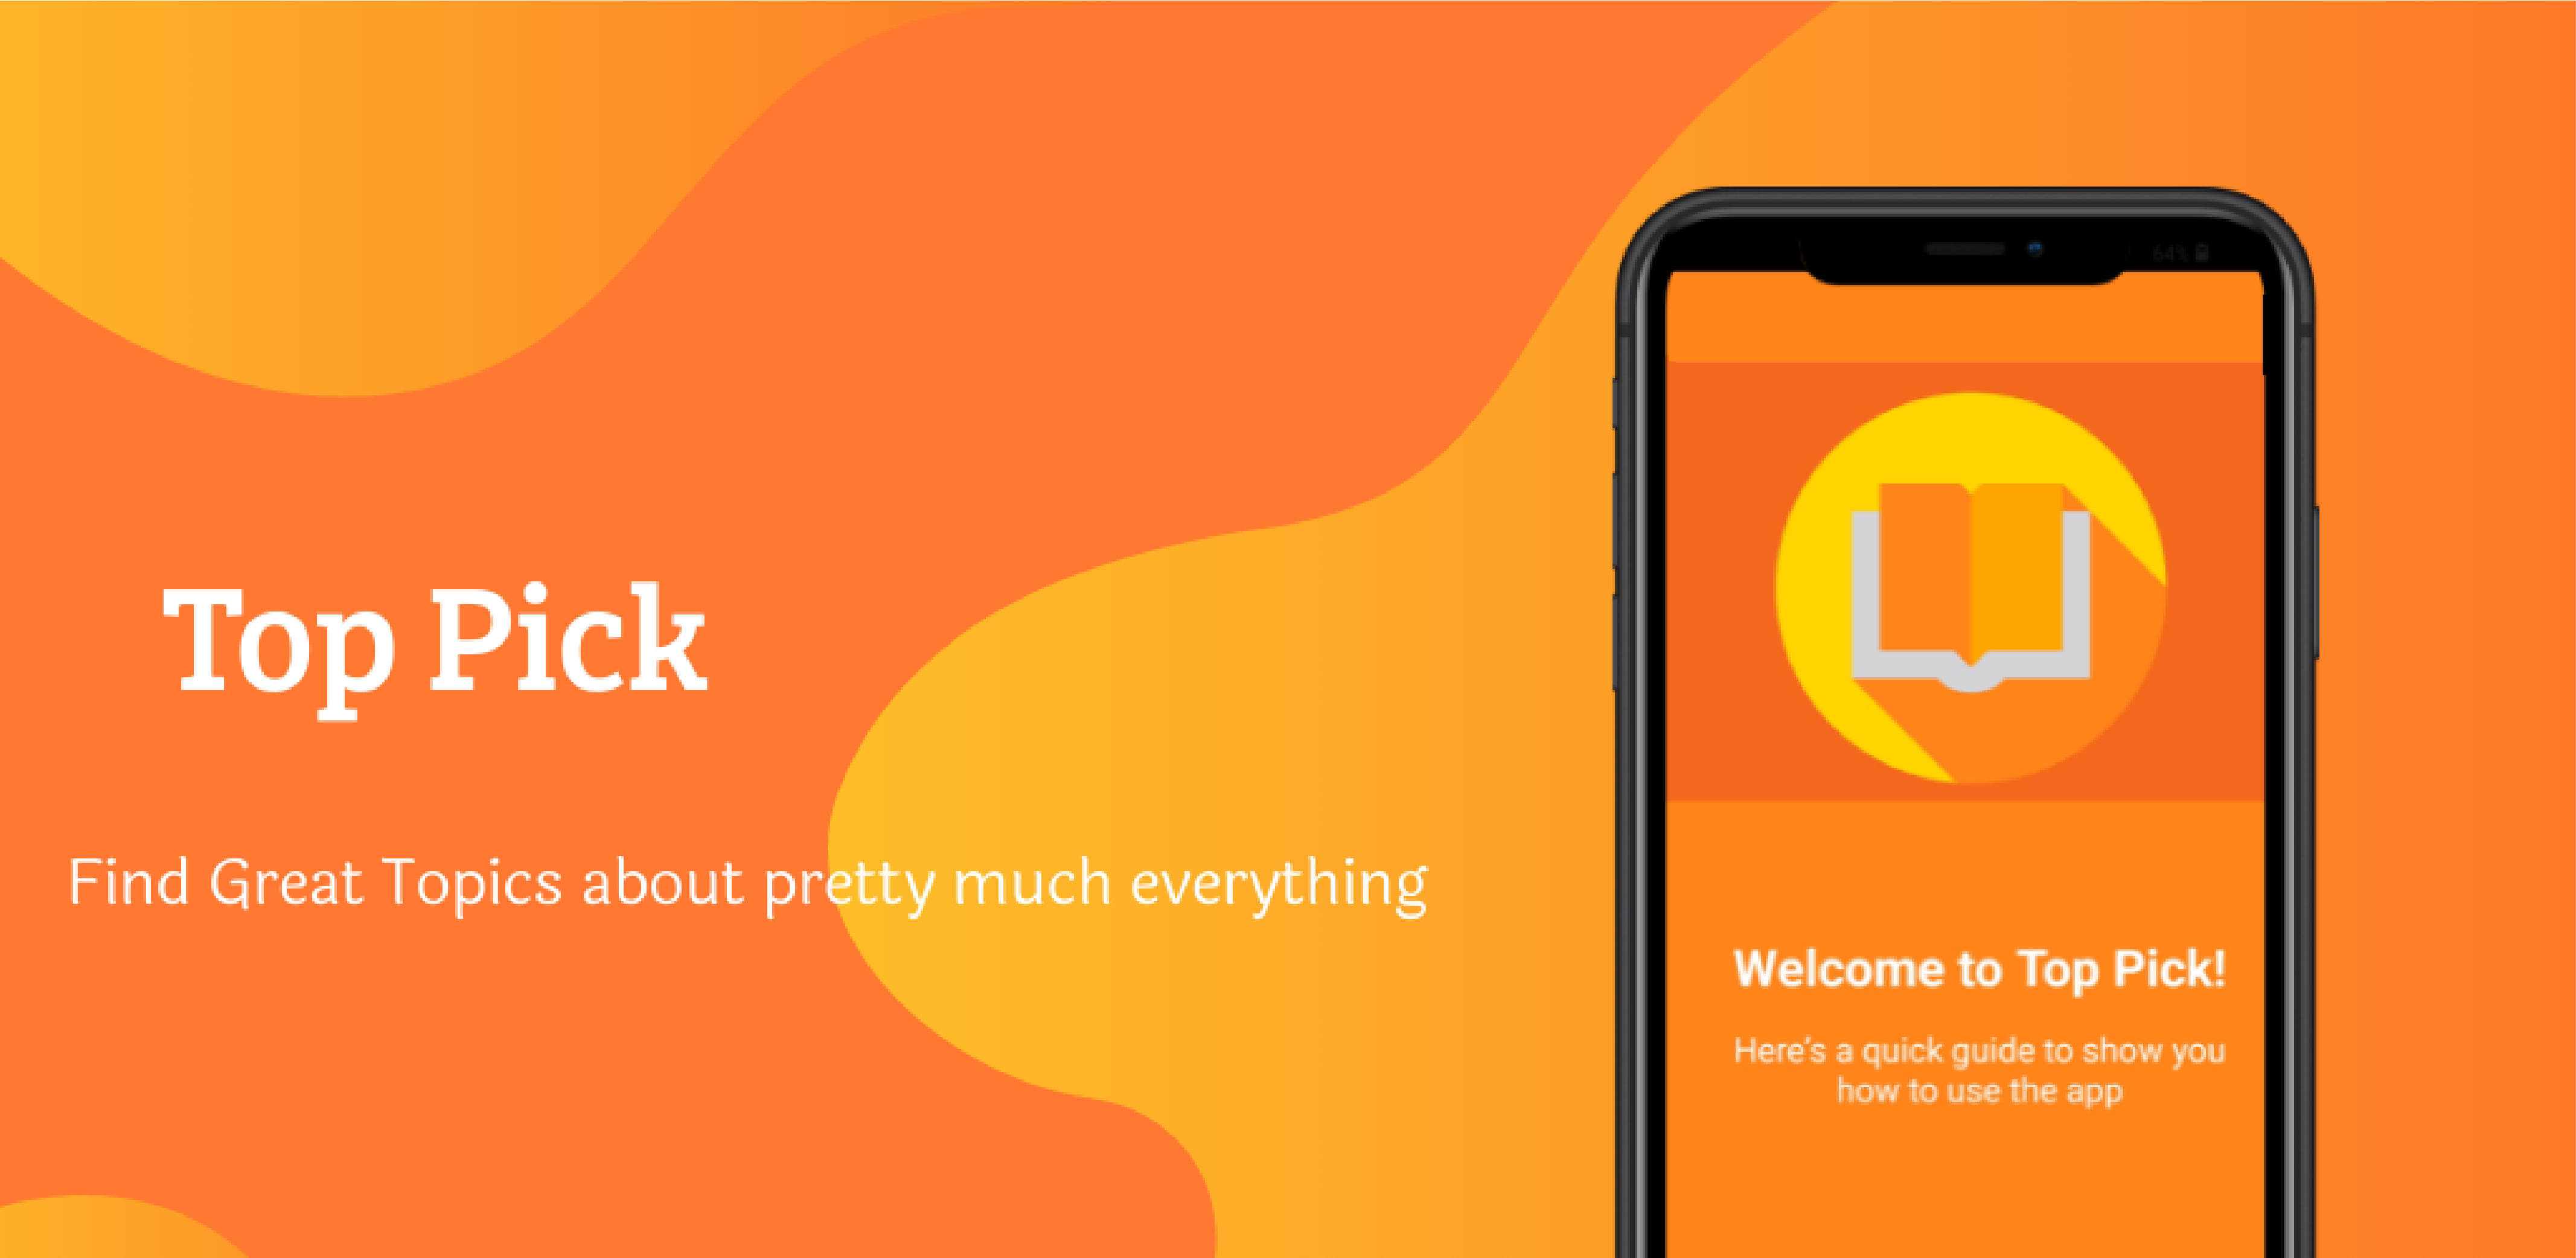 Top Pick
Find Great Topics about pretty much everything
64%
Welcome to Top Pick!
Here's a quick guide to show you
how to use the app